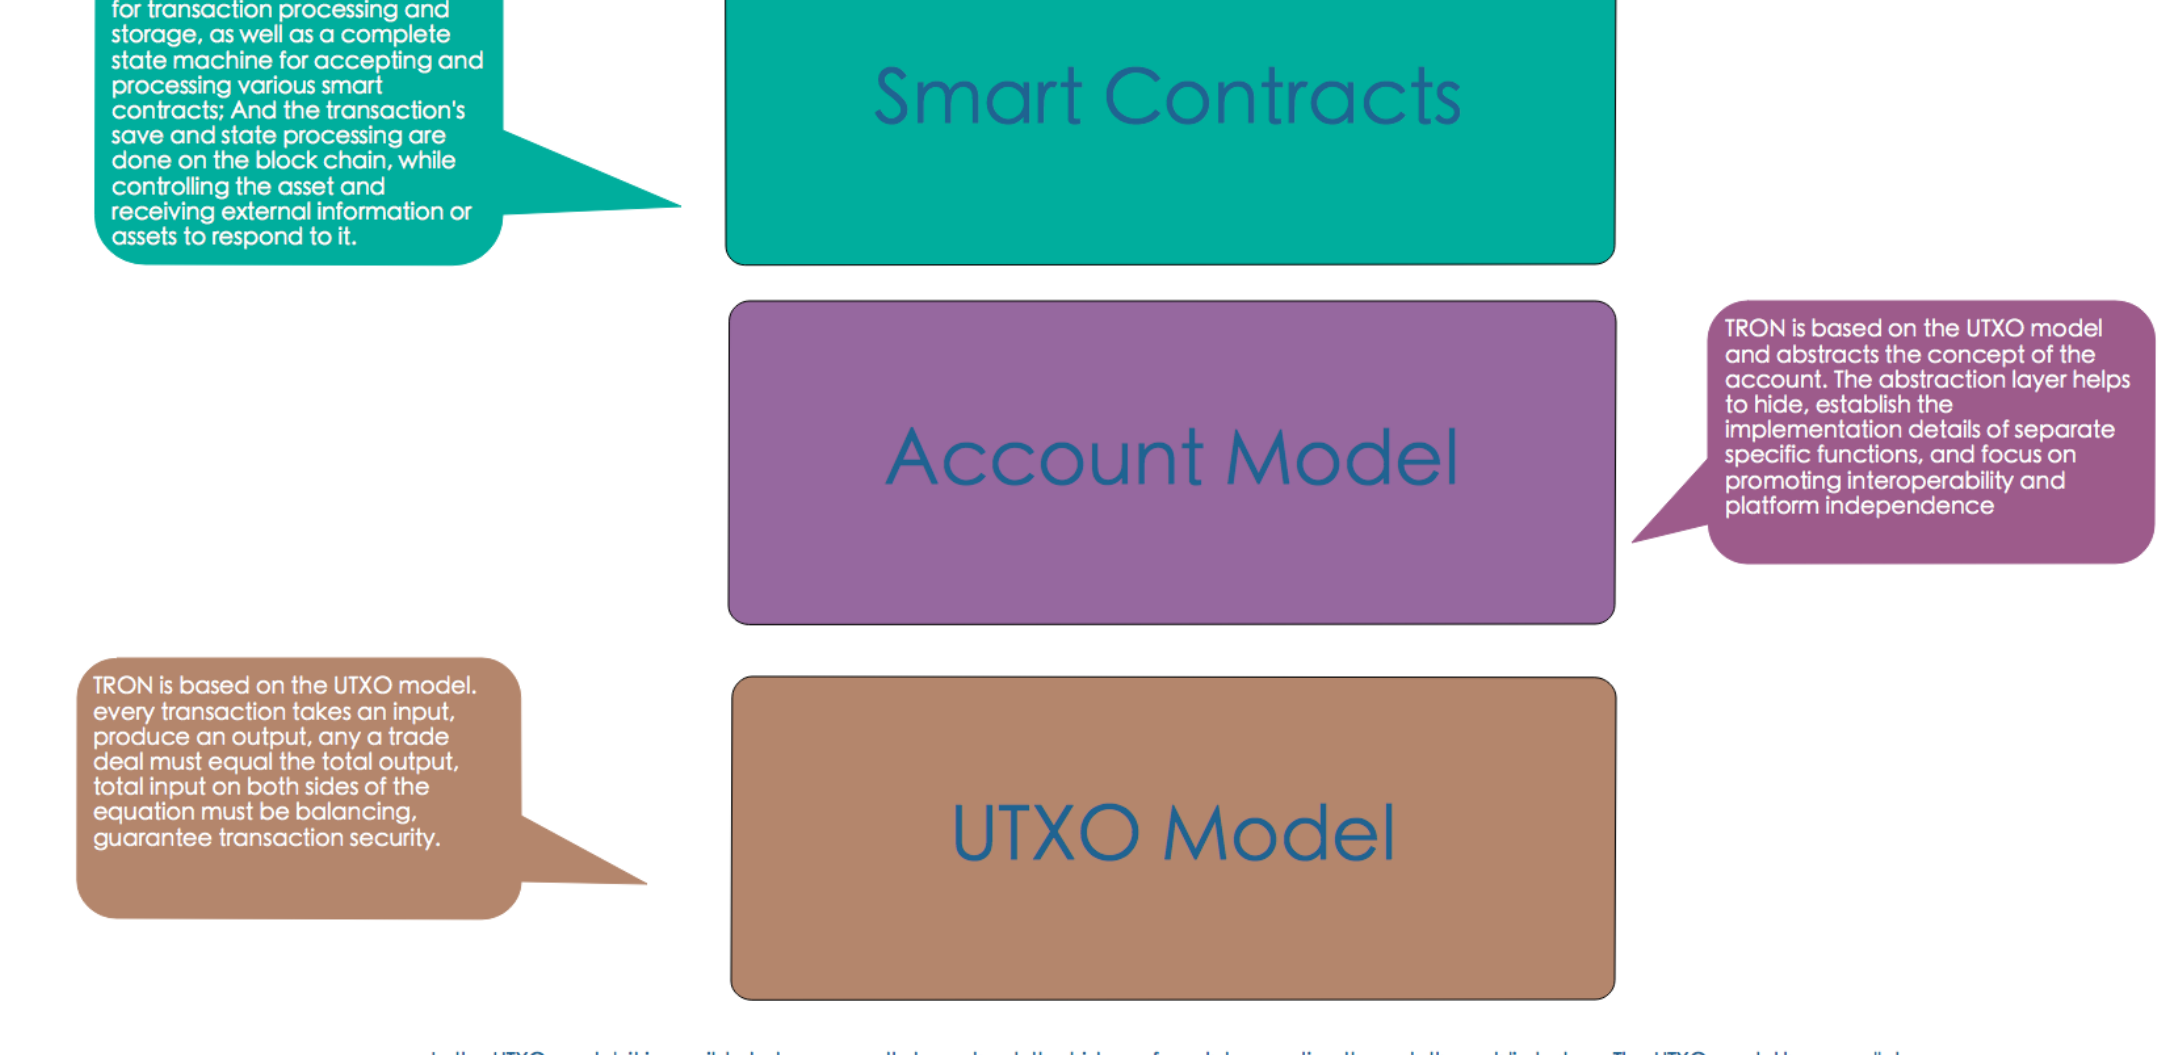 for transaction processing and
storage, as well as a complete
state machine for accepting and
processing various smart
contracts; And the transaction's
save and state processing are
done on the block chain, while
controlling the asset and
receiving external information or
assets to respond to it.
Smart Contracts
Account Model
TRON is based on the UTXO model
and abstracts the concept of the
account. The abstraction layer helps
to hide, establish the
implementation details of separate
specific functions, and focus on
promoting interoperability and
platform independence
TRON is based on the UTXO model.
every transaction takes an input,
produce an output, any a trade
deal must equal the total output,
total input on both sides of the
equation must be balancing,
guarantee transaction security.
UTXO Model